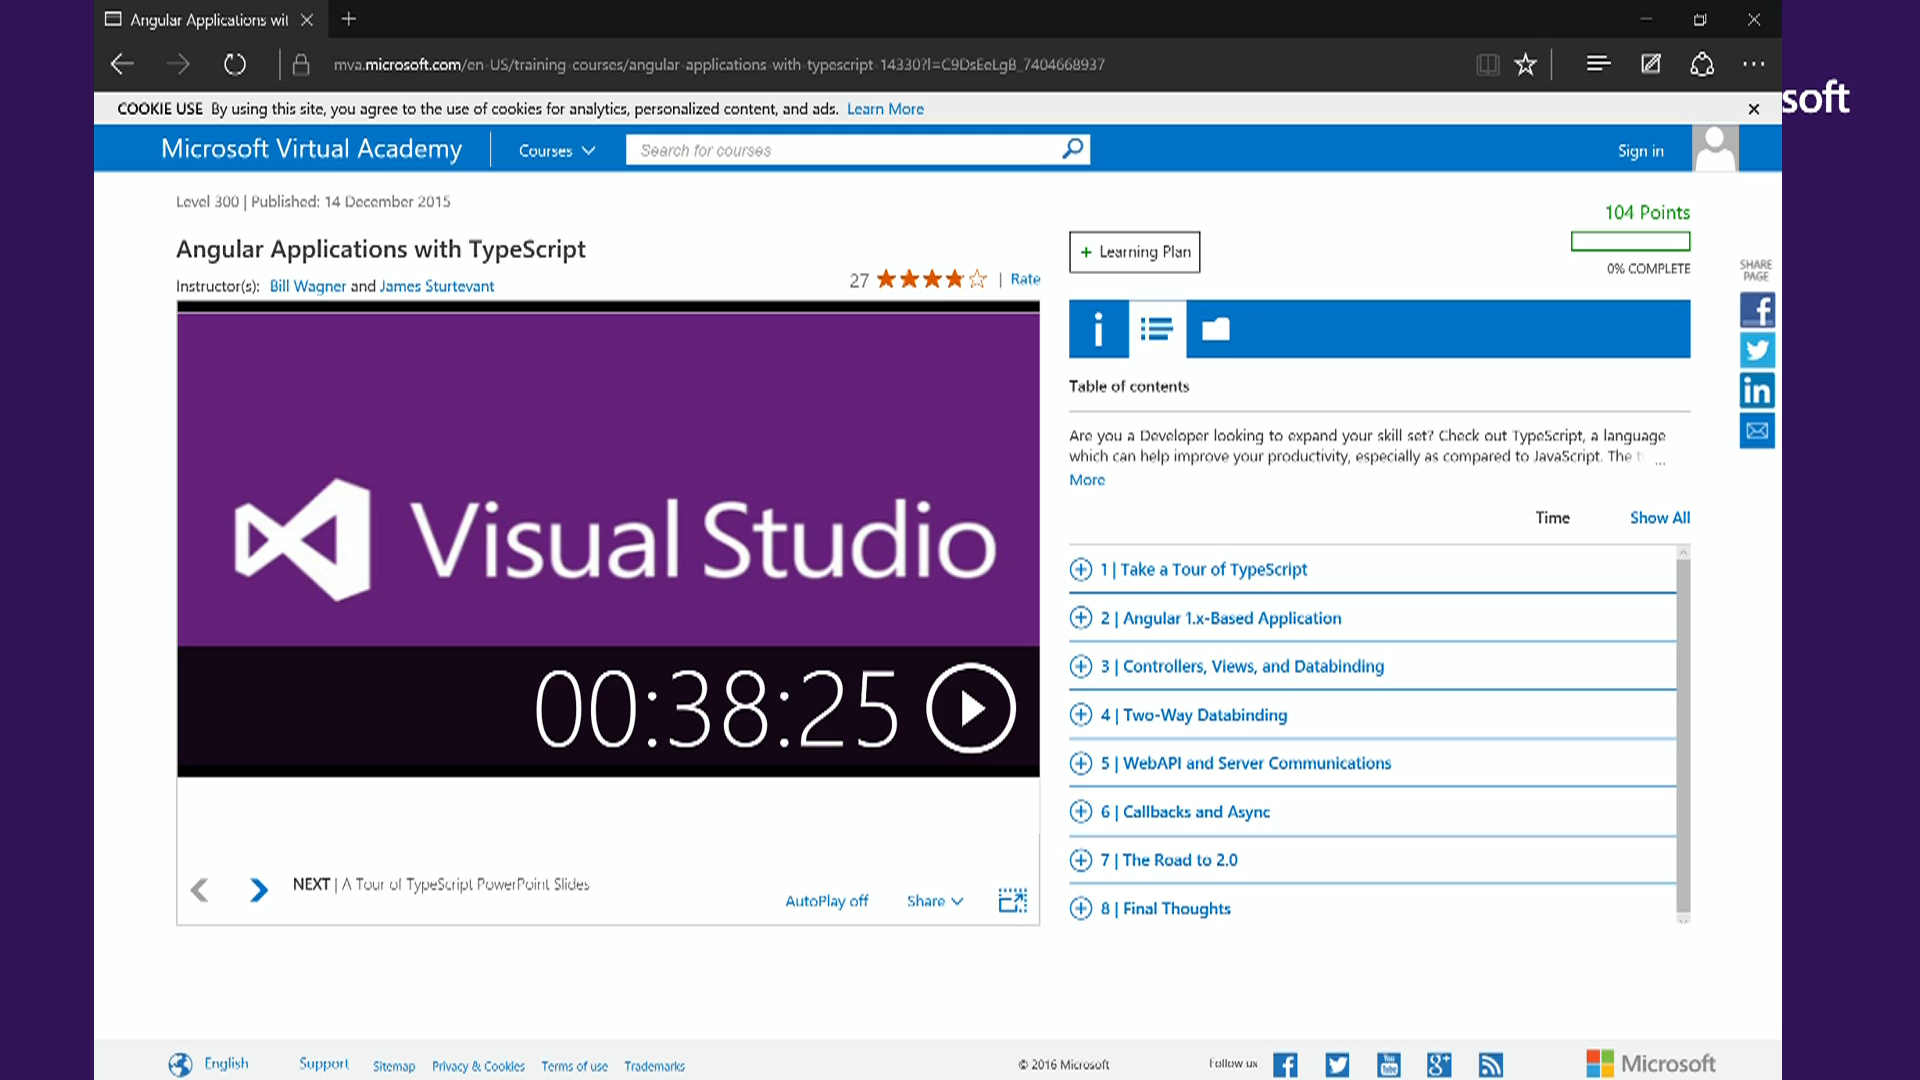 Angular Applications wit
mva.microsoft.com/en-US/training-courses/angular-applications-with-typescript-14330?l=C9DsEeLgB_7404668937
soft
COOKIE USE By using this site, you agree to the use of cookies for analytics, personalized content, and ads. Learn More
Microsoft Virtual Academy
Courses
Search for courses
Sign in
Level 300 | Published: 14 December 2015
Angular Applications with TypeScript
Instructor(s): Bill Wagner and James Sturtevant
27
| Rate
Visual Studio
00:38:25
NEXT | A Tour of TypeScript PowerPoint Slides
AutoPlay off
Share
+ Learning Plan
104 Points
0% COMPLETE
SHARE
PAGE
Table of contents
Are you a Developer looking to expand your skill set? Check out TypeScript, a language
which can help improve your productivity, especially as compared to JavaScript. The t ...
More
Time
Show All
1 | Take a Tour of TypeScript
2 | Angular 1.x-Based Application
3 | Controllers, Views, and Databinding
4 | Two-Way Databinding
5 | WebAPI and Server Communications
6 | Callbacks and Async
7 | The Road to 2.0
8 | Final Thoughts
English
Support
Sitemap
Privacy & Cookies
Terms of use
Trademarks
© 2016 Microsoft
Follow us
Microsoft